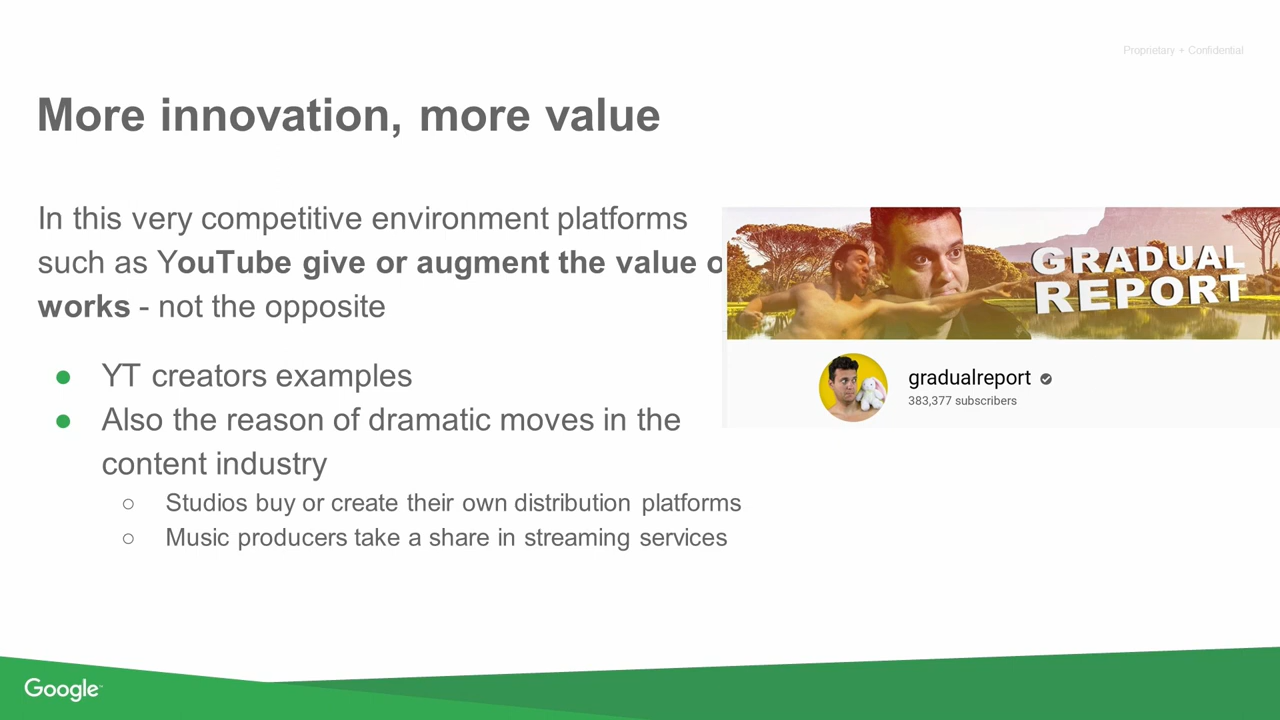 Proprietary + Confidential
More innovation, more value
In this very competitive environment platforms
such as YouTube give or augment the value o
works - not the opposite
● YT creators examples
● Also the reason of dramatic moves in the
content industry
○ Studios buy or create their own distribution platforms
○ Music producers take a share in streaming services
GRADUAL
REPORT
gradualreport
383,377 subscribers
Google